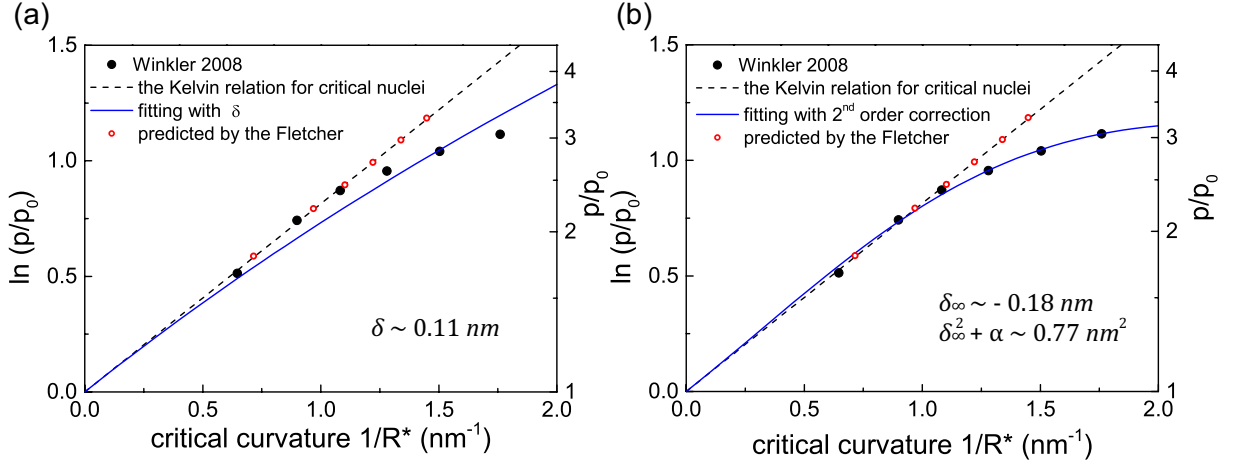 (a)
1.5
1.0
0.5
0.0
ln (p/p₀)
Winkler 2008
the Kelvin relation for critical nuclei
fitting with δ
predicted by the Fletcher
δ ~ 0.11 nm
4
3
2
1
p/p₀
0.0 0.5 1.0 1.5 2.0
critical curvature 1/R* (nm⁻¹)
(b)
1.5
1.0
0.5
0.0
ln (p/p₀)
Winkler 2008
the Kelvin relation for critical nuclei
fitting with 2ⁿᵈ order correction
predicted by the Fletcher
δ∞ ~ - 0.18 nm
δ∞² + α ~ 0.77 nm²
4
3
2
1
p/p₀
0.0 0.5 1.0 1.5 2.0
critical curvature 1/R* (nm⁻¹)